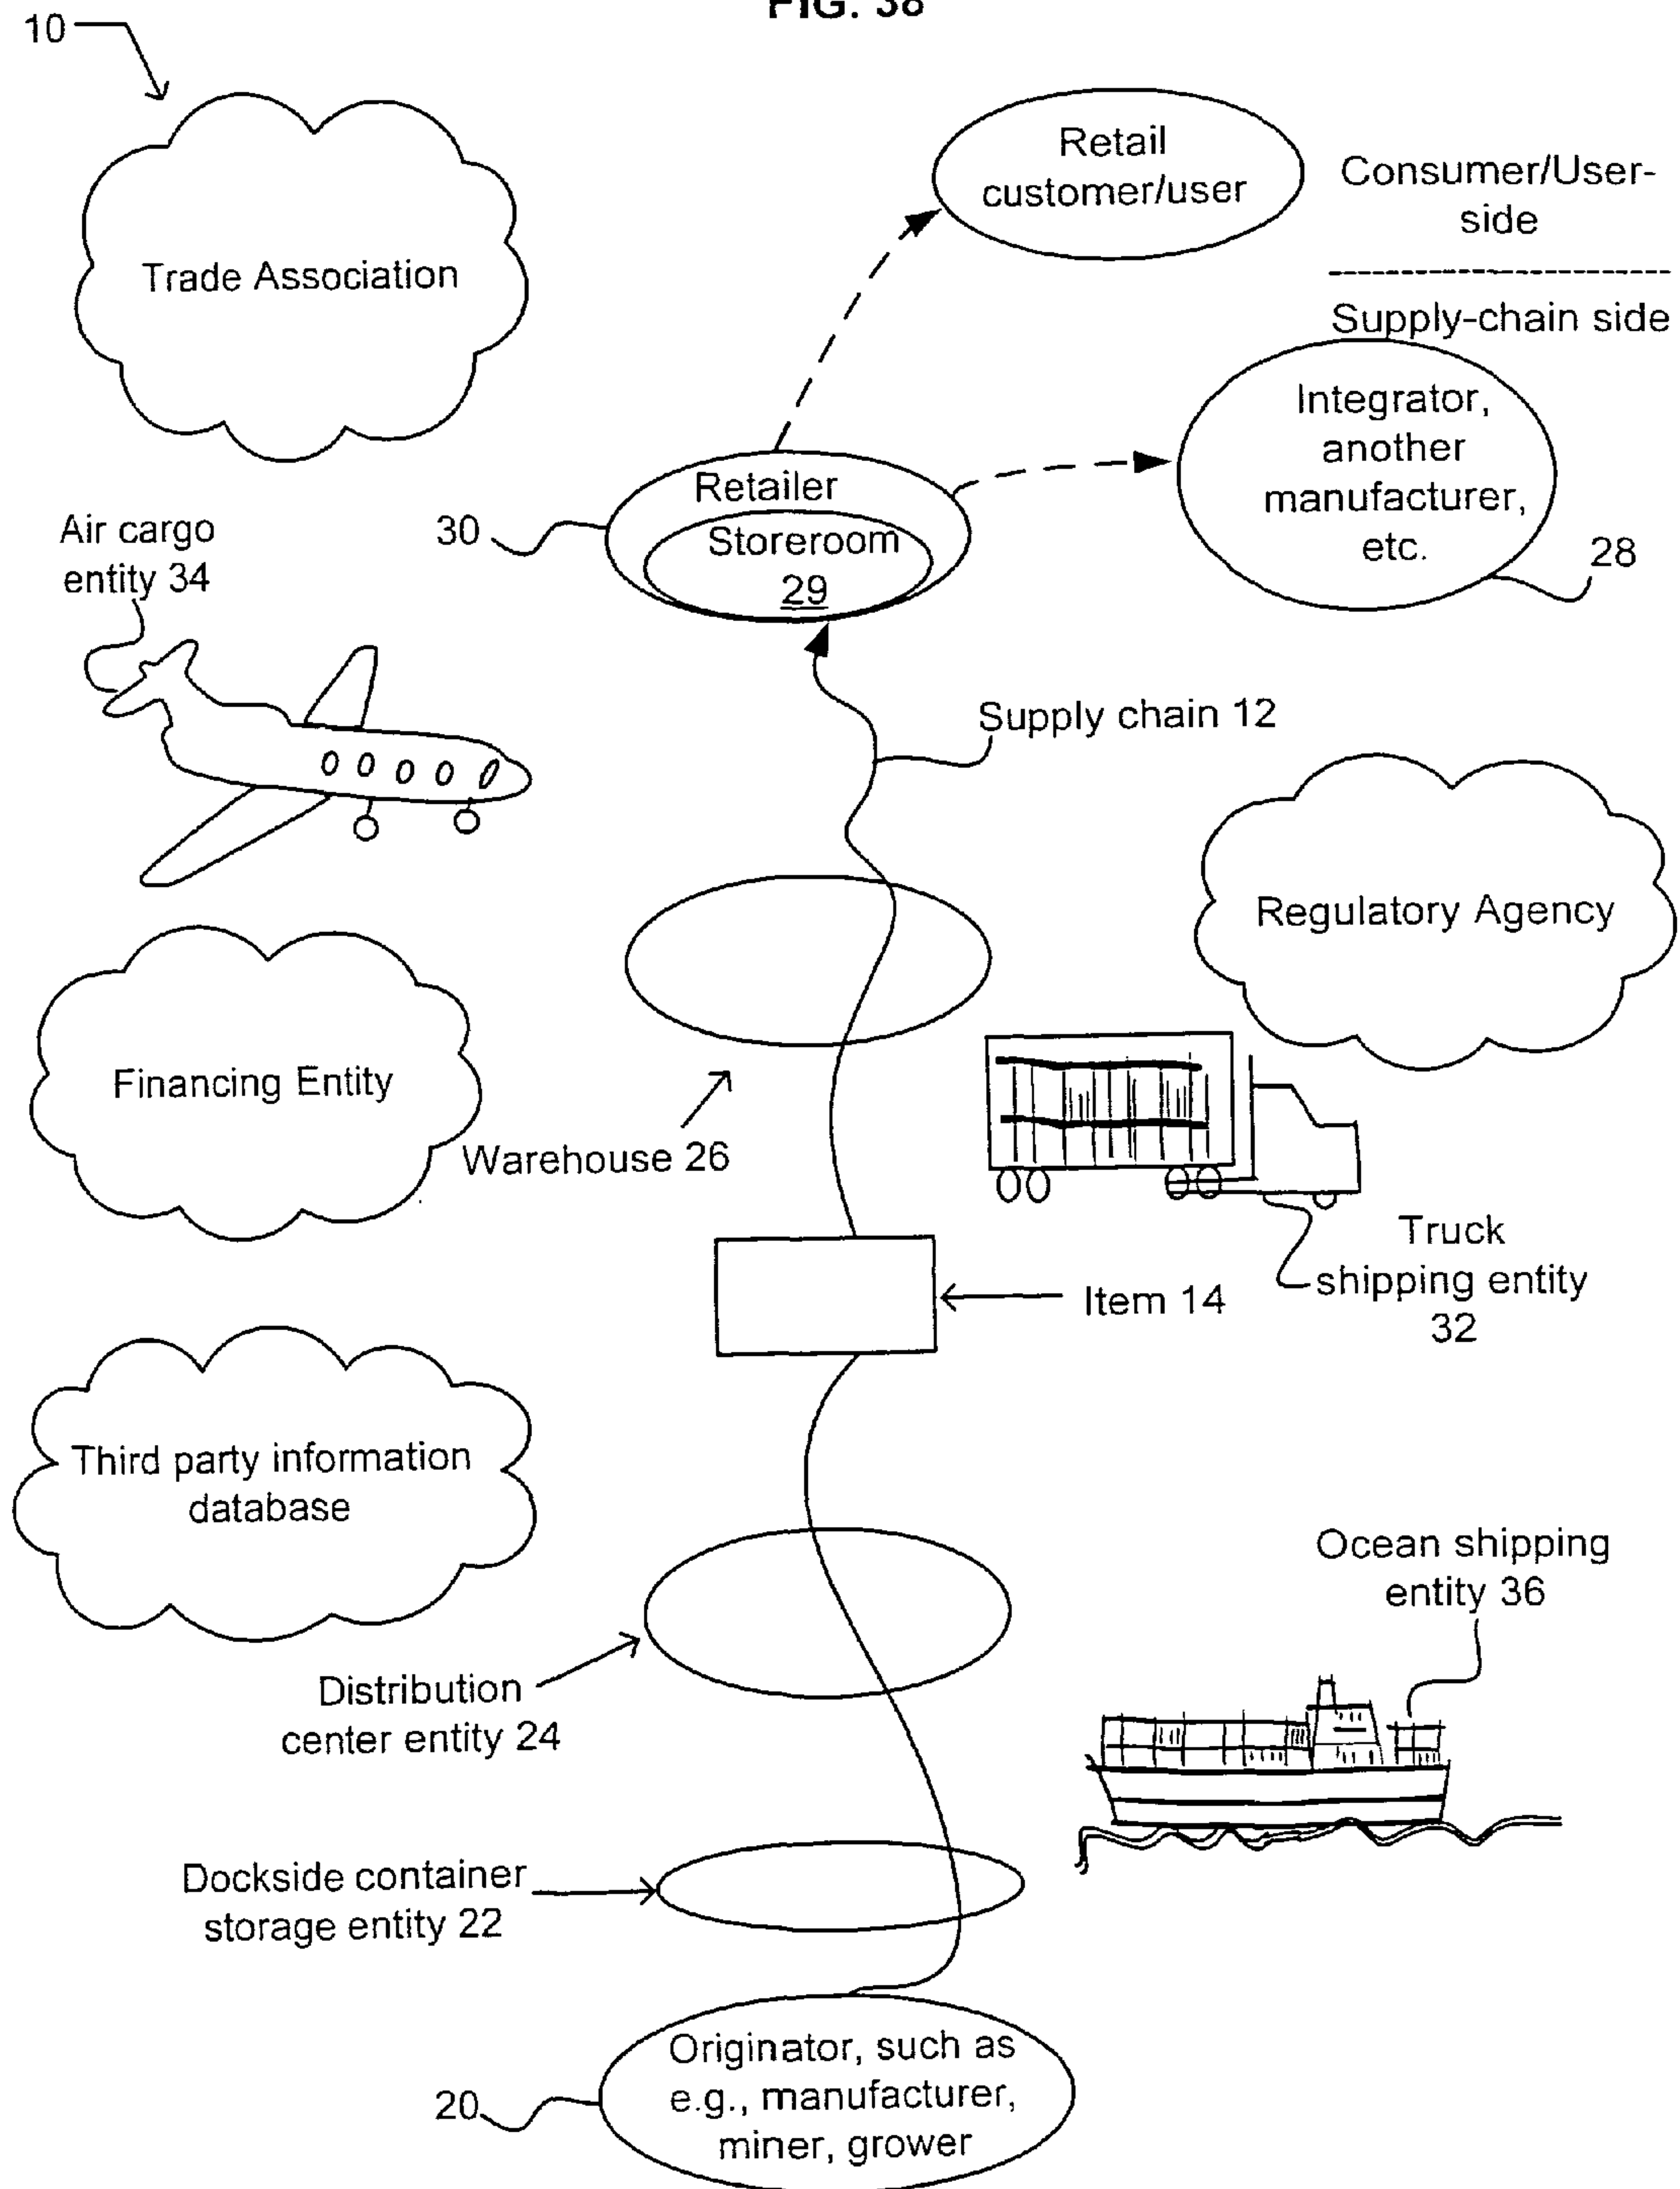 FIG. 38
10
Retail
customer/user
Consumer/User-
side
Trade Association
Supply-chain side
Integrator,
another
manufacturer,
etc.
28
Retailer
30
Storeroom
29
Air cargo
entity 34
Supply chain 12
Regulatory Agency
Financing Entity
Warehouse 26
Truck
shipping entity
32
Item 14
Third party information
database
Ocean shipping
entity 36
Distribution
center entity 24
Dockside container
storage entity 22
Originator, such as
e.g., manufacturer,
miner, grower
20